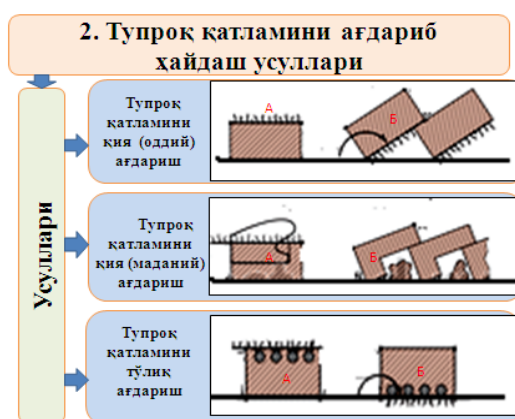 2. Тупроқ қатламини ағдариб
ҳайдаш усуллари
Усуллари
Тупроқ
қатламини
қия (оддий)
ағдариш
А
Б
Тупроқ
қатламини
қия (маданий)
ағдариш
А
Б
Тупроқ
қатламини
тўлиқ
ағдариш
А
Б